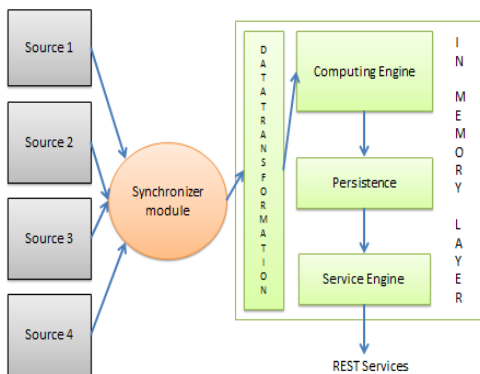 Source 1
Source 2
Source 3
Source 4
Synchronizer
module
DATATRANSFORMATION
Computing Engine
Persistence
Service Engine
IN MEMORY LAYER
REST Services